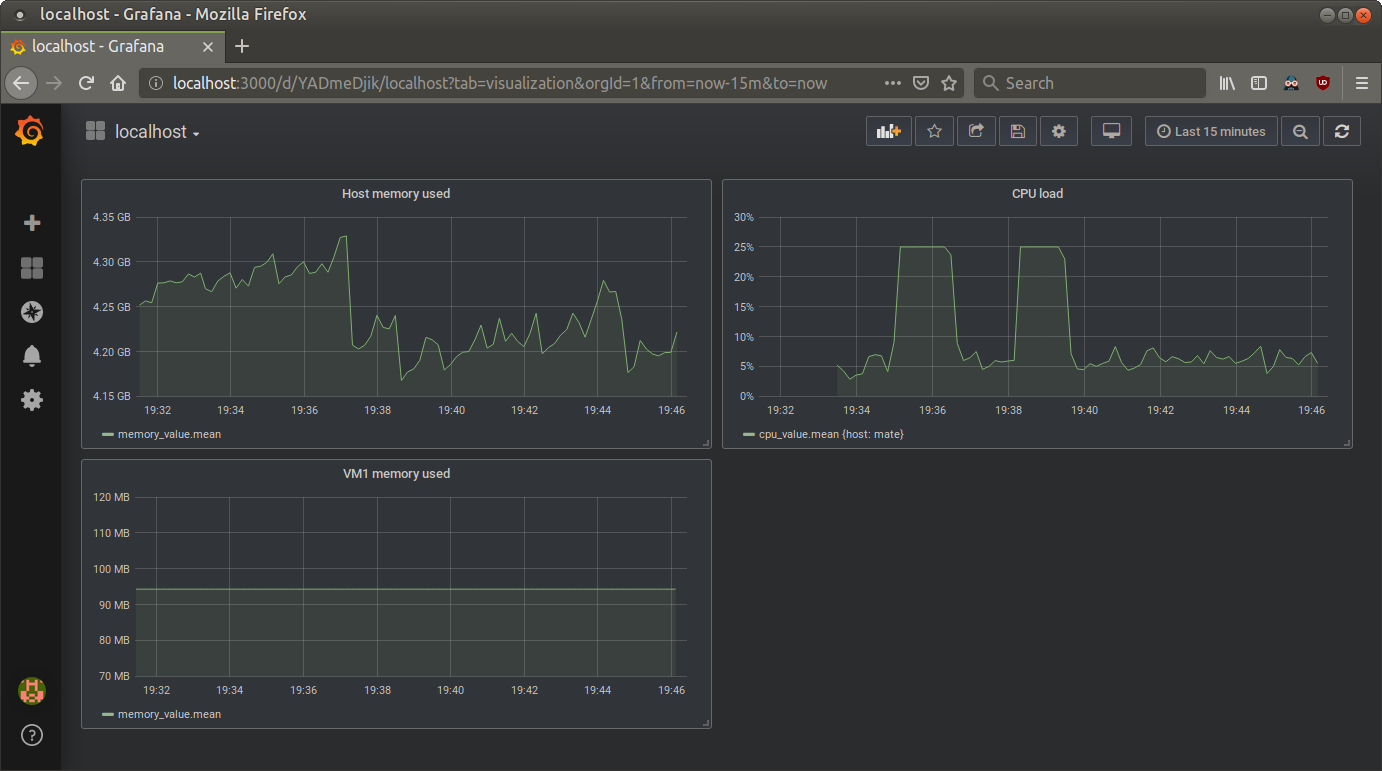 localhost - Grafana - Mozilla Firefox
localhost - Grafana
localhost:3000/d/YADmeDjik/localhost?tab=visualization&orgId=1&from=now-15m&to=now
Search
localhost
Last 15 minutes
Host memory used
4.35 GB
4.30 GB
4.25 GB
4.20 GB
4.15 GB
19:32 19:34 19:36 19:38 19:40 19:42 19:44 19:46
memory_value.mean
CPU load
30%
25%
20%
15%
10%
5%
0%
19:32 19:34 19:36 19:38 19:40 19:42 19:44 19:46
cpu_value.mean {host: mate}
VM1 memory used
120 MB
110 MB
100 MB
90 MB
80 MB
70 MB
19:32 19:34 19:36 19:38 19:40 19:42 19:44 19:46
memory_value.mean